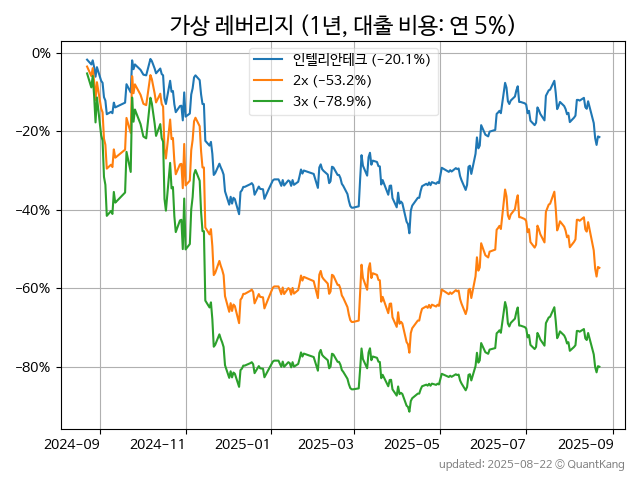 가상 레버리지 (1년, 대출 비용: 연 5%)
인텔리안테크 (−20.1%)
2x (−53.2%)
3x (−78.9%)
0%
−20%
−40%
−60%
−80%
2024-09 2024-11 2025-01 2025-03 2025-05 2025-07 2025-09
updated: 2025-08-22 © QuantKang